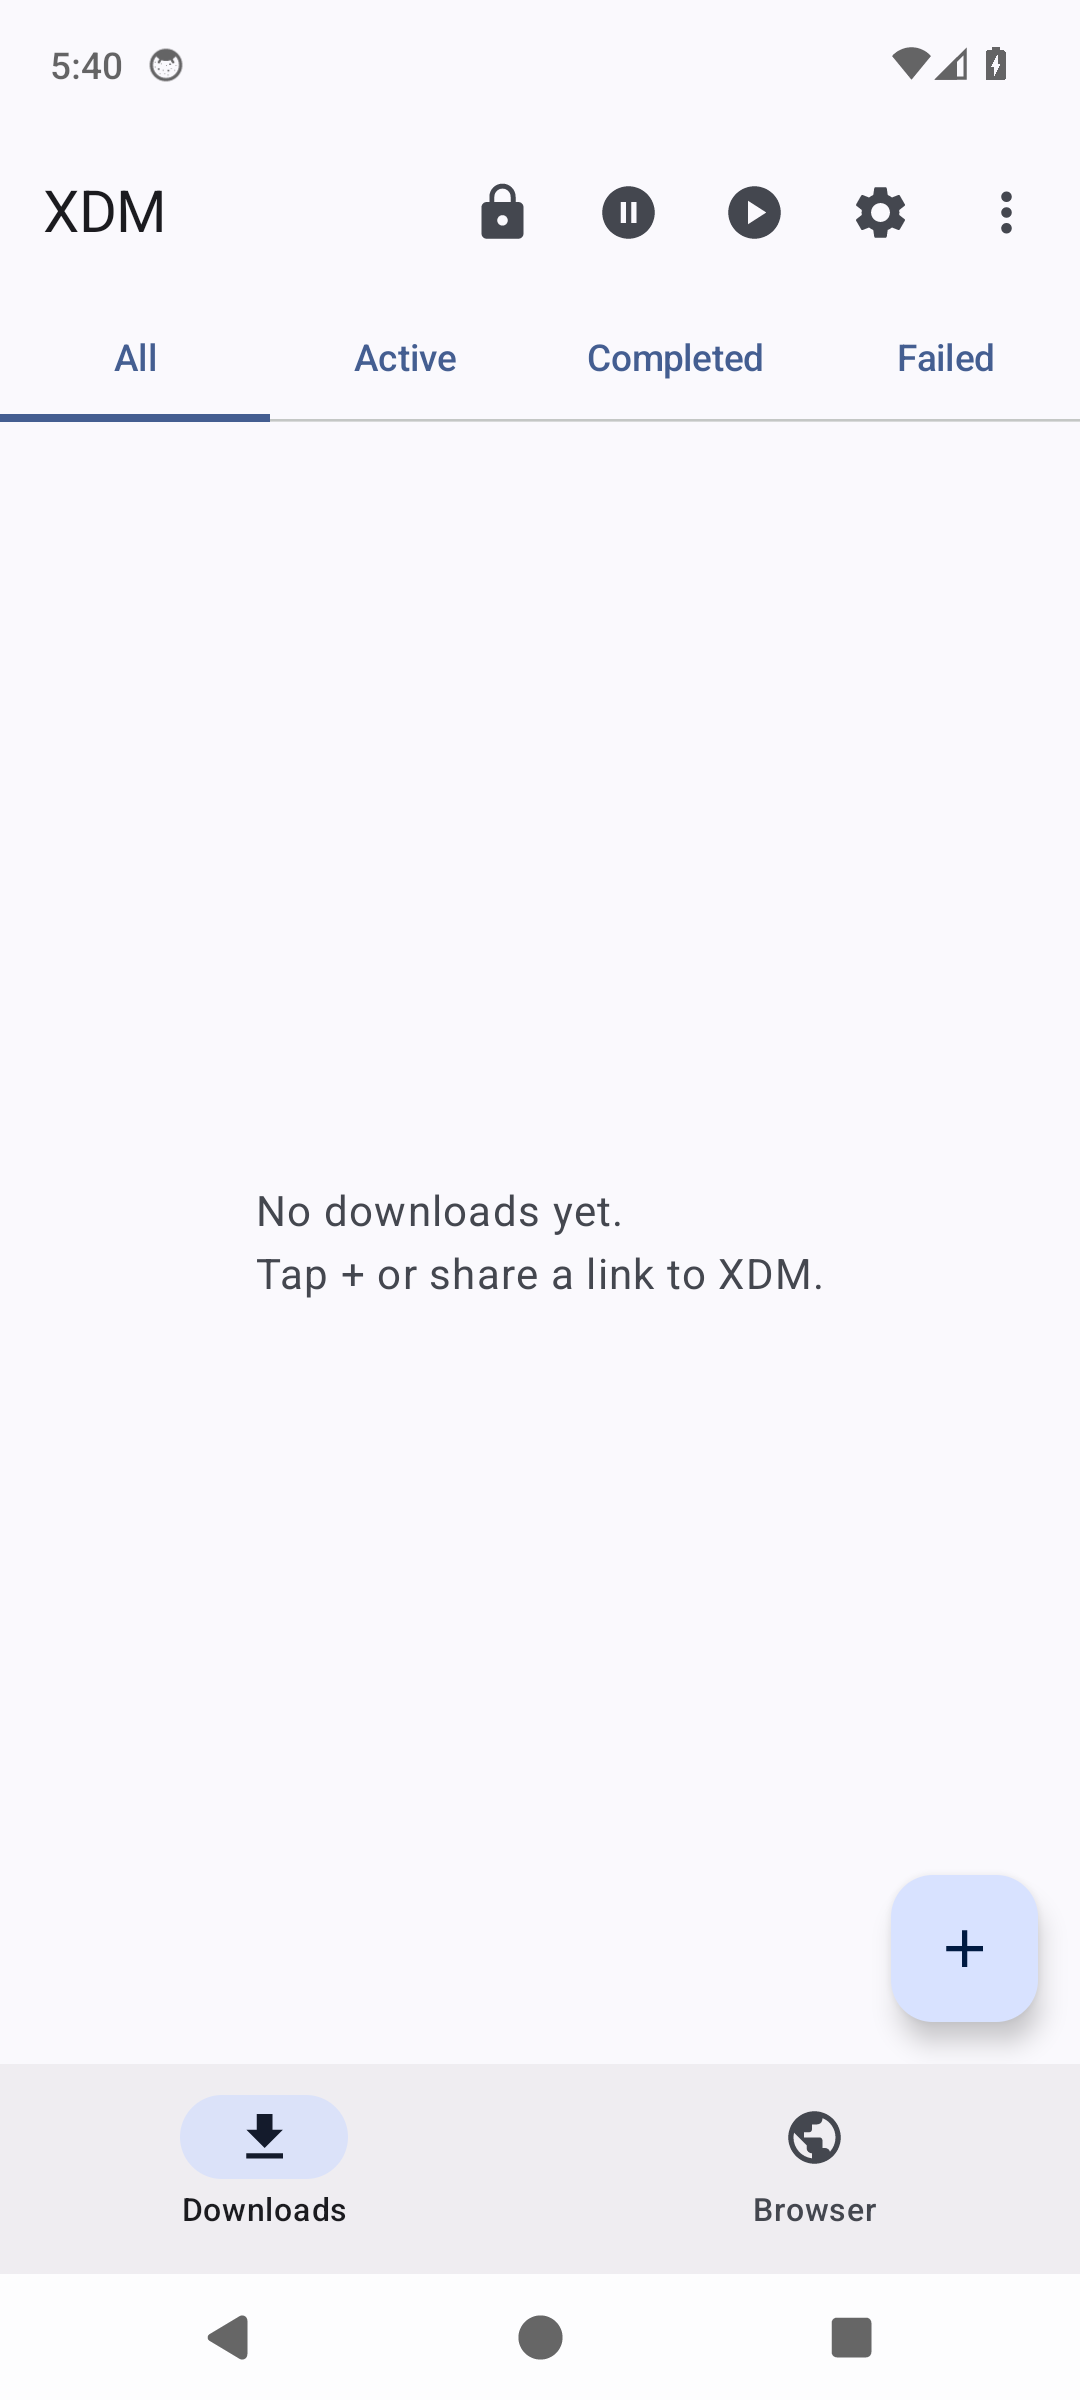 5:40
XDM
All Active Completed Failed
No downloads yet.
Tap + or share a link to XDM.
Downloads Browser